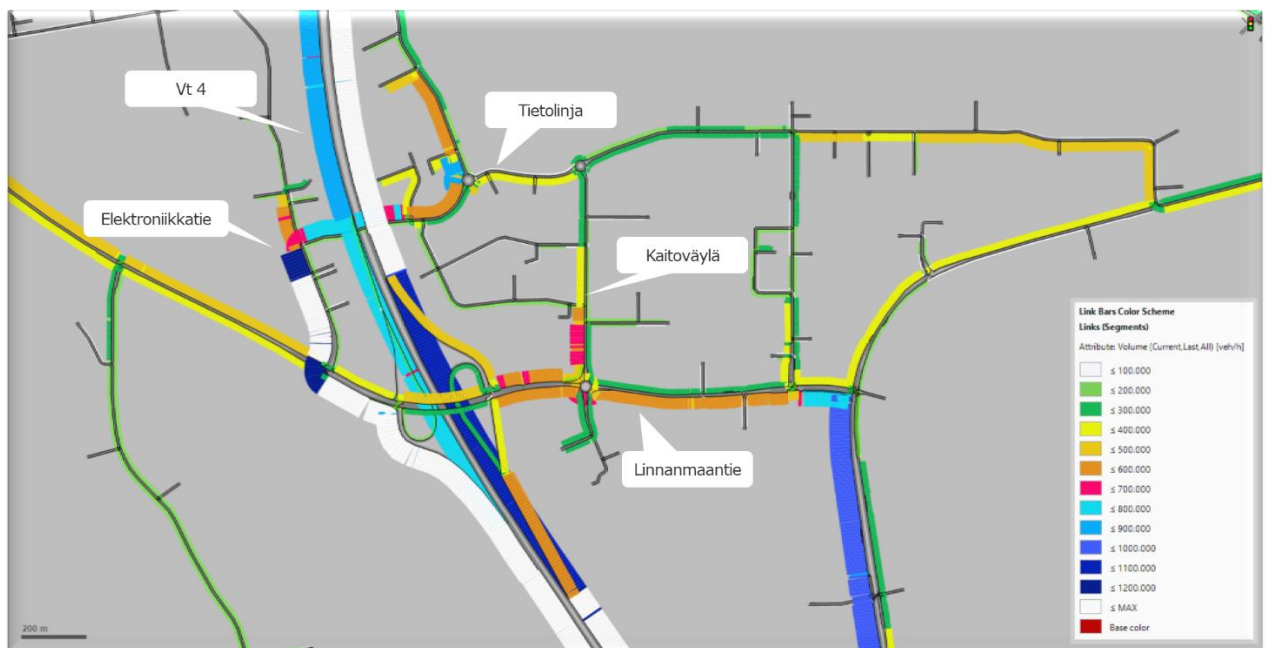 Vt 4
Tietolinja
Elektroniikkatie
Kaitoväylä
Linnanmaantie
Link Bars Color Scheme
Links (Segments)
Attribute: Volume (Current,Last,All) [veh/h]
≤ 100.000
≤ 200.000
≤ 300.000
≤ 400.000
≤ 500.000
≤ 600.000
≤ 700.000
≤ 800.000
≤ 900.000
≤ 1000.000
≤ 1100.000
≤ 1200.000
≤ MAX
Base color
200 m